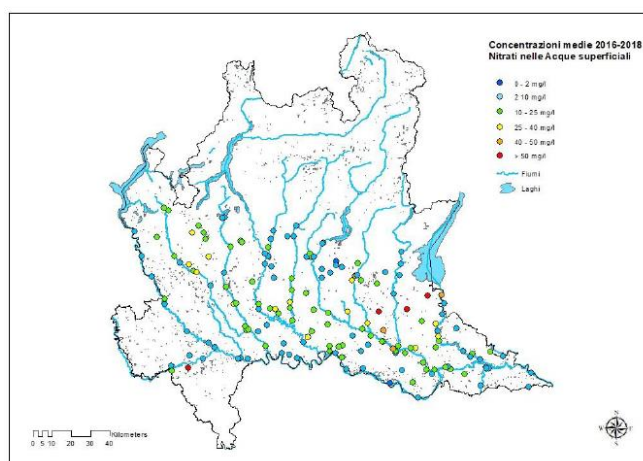 Concentrazioni medie 2016-2018
Nitrati nelle Acque superficiali
0 - 2 mg/l
2 10 mg/l
10 - 25 mg/l
25 - 40 mg/l
40 - 50 mg/l
> 50 mg/l
Fiumi
Laghi
N
W E
S
Kilometers
0 5 10 20 30 40